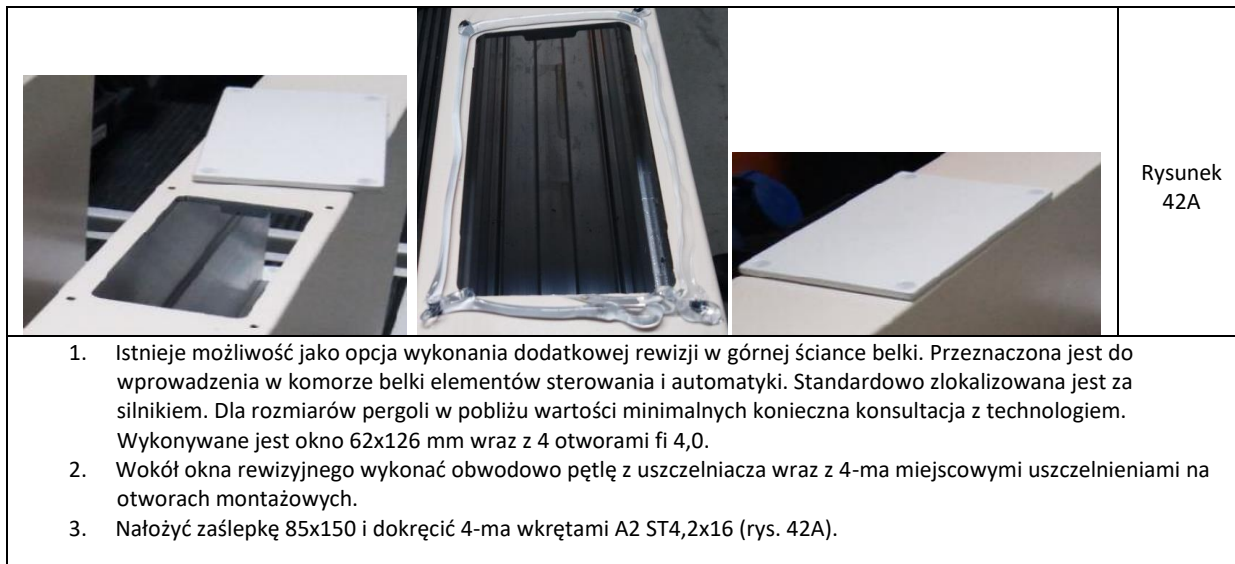 Rysunek
42A
1. Istnieje możliwość jako opcja wykonania dodatkowej rewizji w górnej ściance belki. Przeznaczona jest do
wprowadzenia w komorze belki elementów sterowania i automatyki. Standardowo zlokalizowana jest za
silnikiem. Dla rozmiarów pergoli w pobliżu wartości minimalnych konieczna konsultacja z technologiem.
Wykonywane jest okno 62x126 mm wraz z 4 otworami fi 4,0.
2. Wokół okna rewizyjnego wykonać obwodowo pętlę z uszczelniacza wraz z 4-ma miejscowymi uszczelnieniami na
otworach montażowych.
3. Nałożyć zaślepkę 85x150 i dokręcić 4-ma wkrętami A2 ST4,2x16 (rys. 42A).